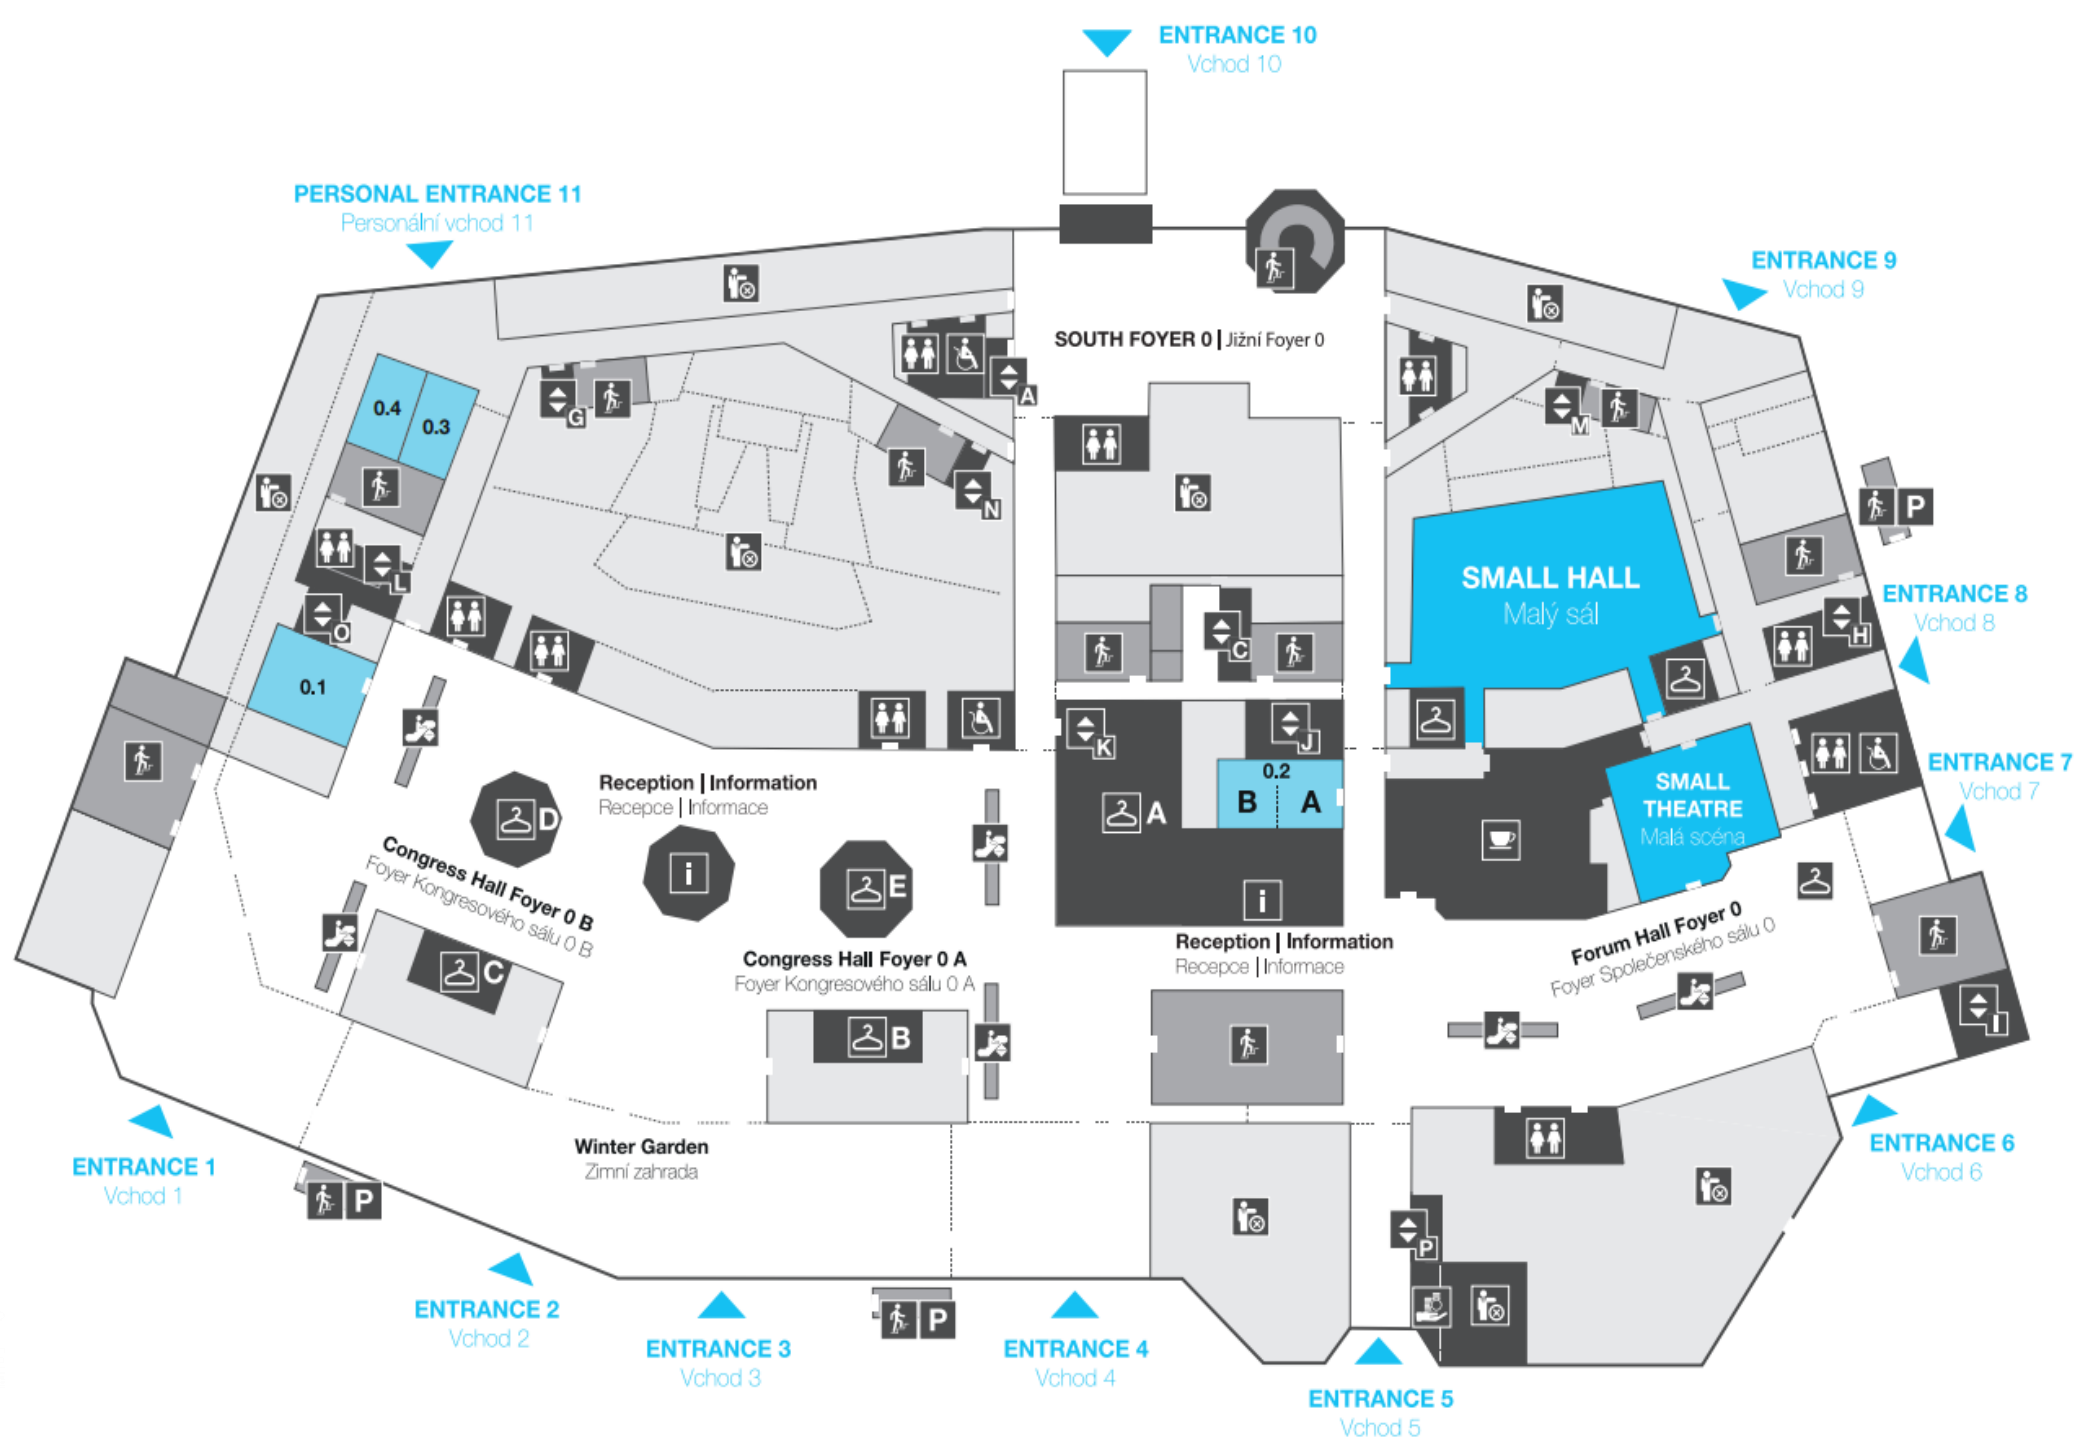 ENTRANCE 10
Vchod 10
PERSONAL ENTRANCE 11
Personální vchod 11
ENTRANCE 9
Vchod 9
SOUTH FOYER 0 | Jižní Foyer 0
A
0.4
0.3
G
M
N
P
L
SMALL HALL
Malý sál
ENTRANCE 8
Vchod 8
O
C
H
0.1
K
J
ENTRANCE 7
Vchod 7
Reception | Information
Recepce | Informace
0.2
B
A
A
SMALL
THEATRE
Malá scéna
D
i
E
i
Congress Hall Foyer 0 B
Foyer Kongresového sálu 0 B
C
Congress Hall Foyer 0 A
Foyer Kongresového sálu 0 A
Reception | Information
Recepce | Informace
Forum Hall Foyer 0
Foyer Společenského sálu 0
B
I
Winter Garden
Zimní zahrada
ENTRANCE 1
Vchod 1
P
ENTRANCE 6
Vchod 6
P
ENTRANCE 2
Vchod 2
P
ENTRANCE 3
Vchod 3
ENTRANCE 4
Vchod 4
ENTRANCE 5
Vchod 5